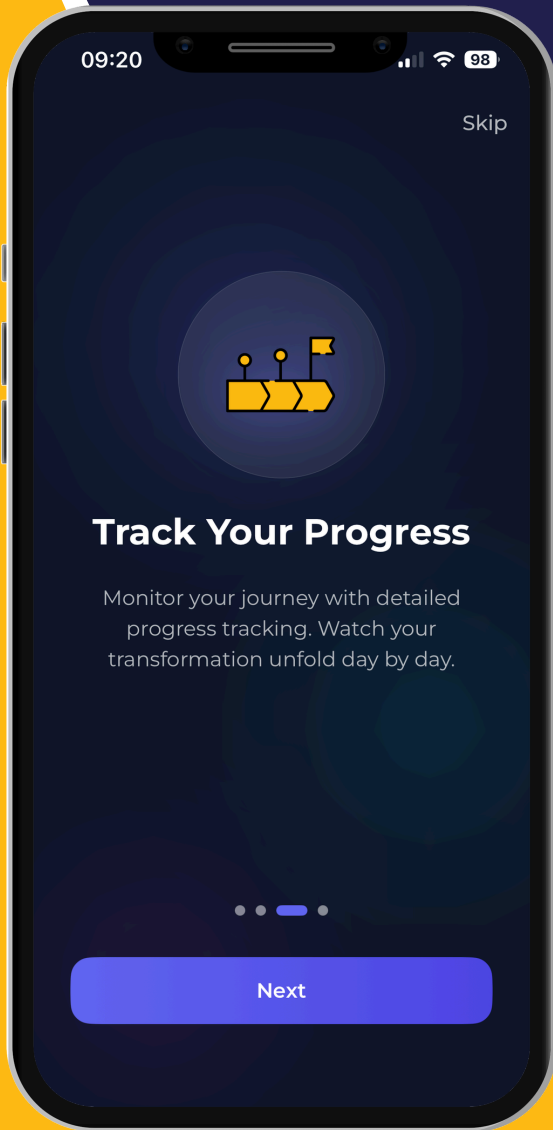 09:20
98
Skip
Track Your Progress
Monitor your journey with detailed
progress tracking. Watch your
transformation unfold day by day.
Next